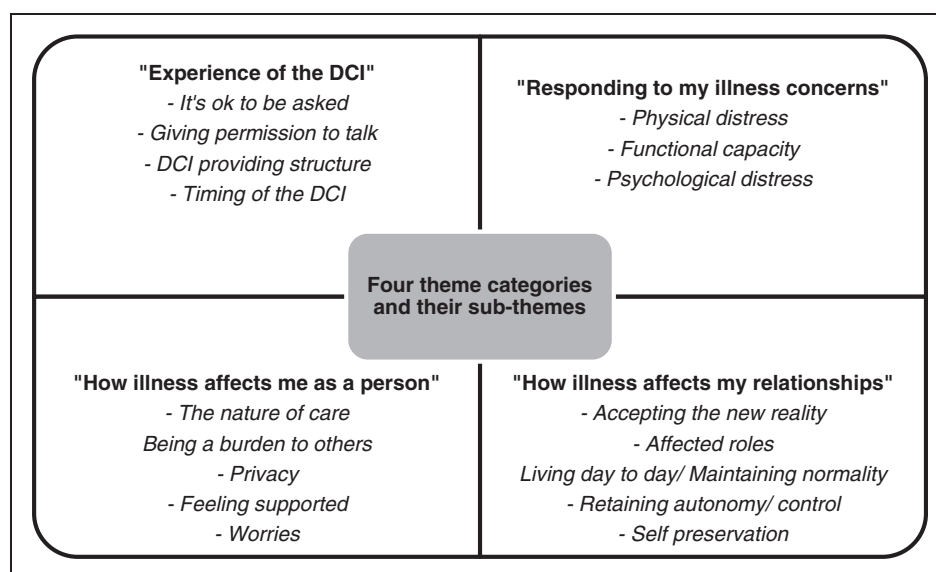 "Experience of the DCI"
- It's ok to be asked
- Giving permission to talk
- DCI providing structure
- Timing of the DCI
"Responding to my illness concerns"
- Physical distress
- Functional capacity
- Psychological distress
Four theme categories
and their sub-themes
"How illness affects me as a person"
- The nature of care
Being a burden to others
- Privacy
- Feeling supported
- Worries
"How illness affects my relationships"
- Accepting the new reality
- Affected roles
Living day to day/ Maintaining normality
- Retaining autonomy/ control
- Self preservation